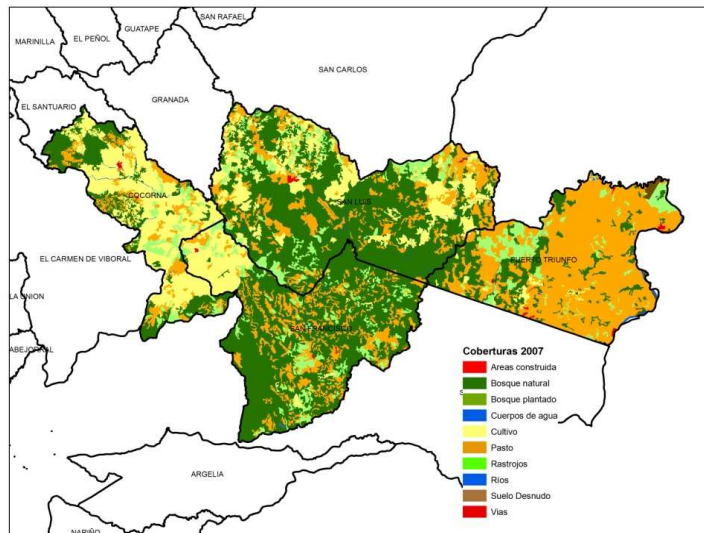 SAN RAFAEL
GUATAPE
EL PEÑOL
MARINILLA
SAN CARLOS
GRANADA
EL SANTUARIO
COCORNA
SAN LUIS
EL CARMEN DE VIBORAL
PUERTO TRIUNFO
LA UNION
SAN FRANCISCO
ABEJORRAL
S
ARGELIA
NARIÑO
Coberturas 2007
Areas construida
Bosque natural
Bosque plantado
Cuerpos de agua
Cultivo
Pasto
Rastrojos
Ríos
Suelo Desnudo
Vias